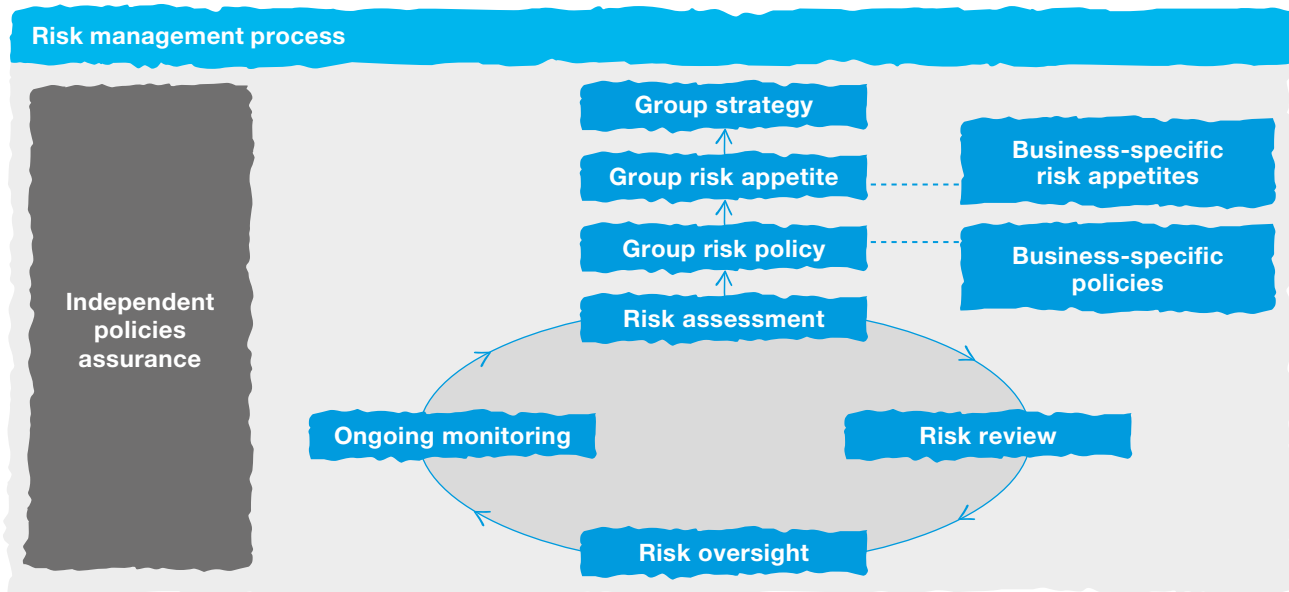 Risk management process
Group strategy
Group risk appetite
Business-specific
risk appetites
Group risk policy
Business-specific
policies
Independent
policies
assurance
Risk assessment
Ongoing monitoring
Risk review
Risk oversight